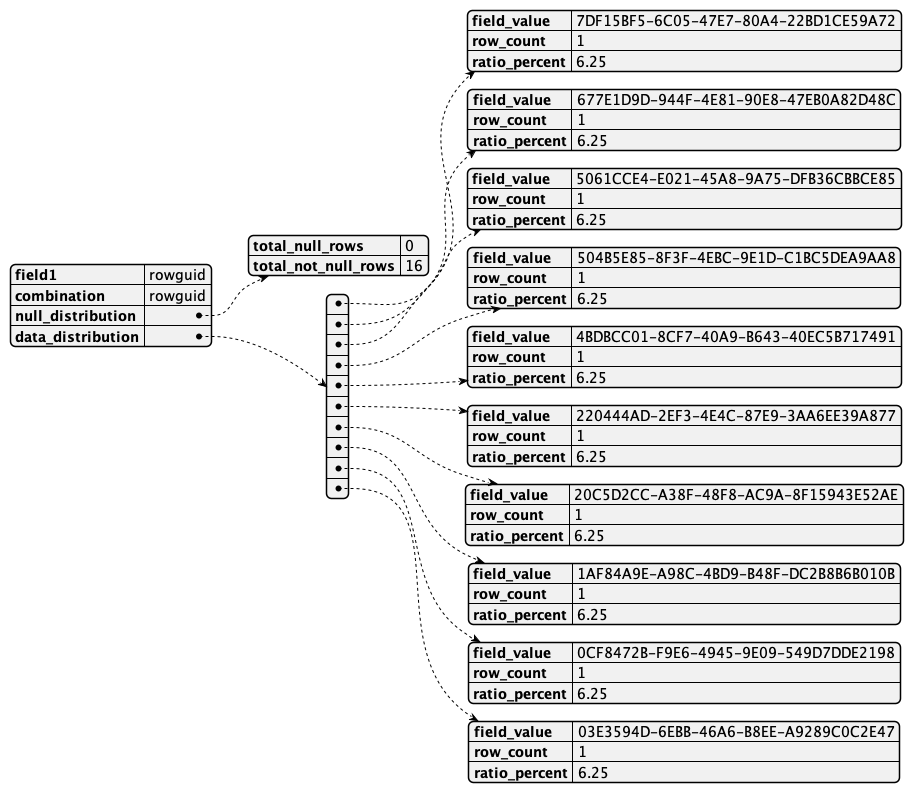 field1 rowguid
combination rowguid
null_distribution
data_distribution
total_null_rows 0
total_not_null_rows 16
field_value 7DF15BF5-6C05-47E7-80A4-22BD1CE59A72
row_count 1
ratio_percent 6.25
field_value 677E1D9D-944F-4E81-90E8-47EB0A82D48C
row_count 1
ratio_percent 6.25
field_value 5061CCE4-E021-45A8-9A75-DFB36CBBCE85
row_count 1
ratio_percent 6.25
field_value 504B5E85-8F3F-4EBC-9E1D-C1BC5DEA9AA8
row_count 1
ratio_percent 6.25
field_value 4BDBCC01-8CF7-40A9-B643-40EC5B717491
row_count 1
ratio_percent 6.25
field_value 220444AD-2EF3-4E4C-87E9-3AA6EE39A877
row_count 1
ratio_percent 6.25
field_value 20C5D2CC-A38F-48F8-AC9A-8F15943E52AE
row_count 1
ratio_percent 6.25
field_value 1AF84A9E-A98C-4BD9-B48F-DC2B8B6B010B
row_count 1
ratio_percent 6.25
field_value 0CF8472B-F9E6-4945-9E09-549D7DDE2198
row_count 1
ratio_percent 6.25
field_value 03E3594D-6EBB-46A6-B8EE-A9289C0C2E47
row_count 1
ratio_percent 6.25